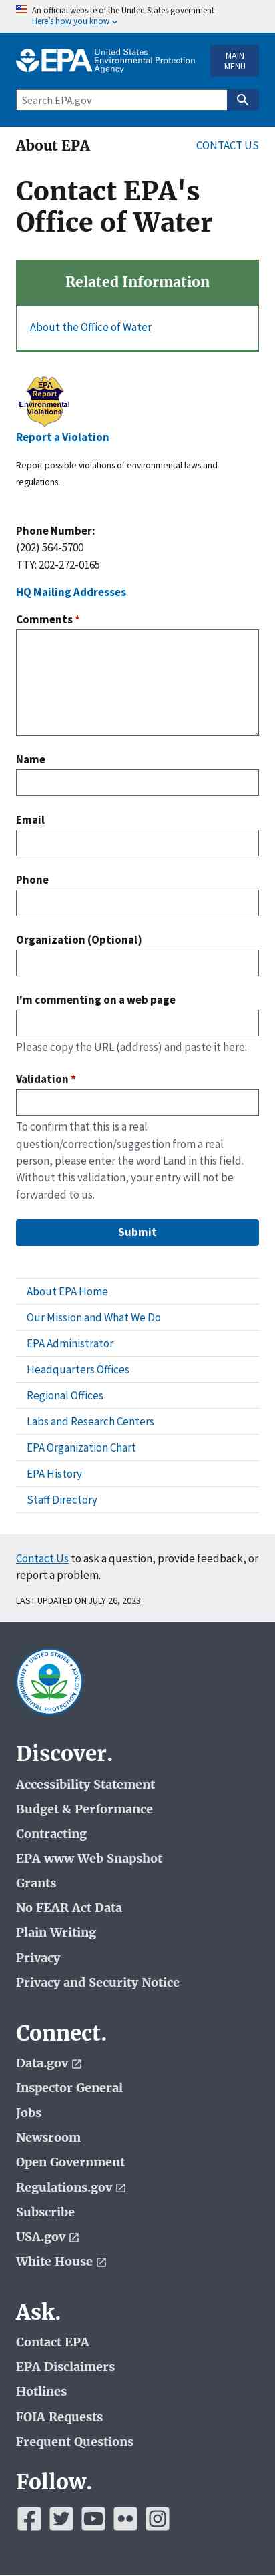 An official website of the United States government
Here's how you know
EPA United States
Environmental Protection
Agency
MAIN
MENU
Search EPA.gov
About EPA
CONTACT US
Contact EPA's
Office of Water
Related Information
About the Office of Water
EPA
Report
Environmental
Violations
Report a Violation
Report possible violations of environmental laws and
regulations.
Phone Number:
(202) 564-5700
TTY: 202-272-0165
HQ Mailing Addresses
Comments *
Name
Email
Phone
Organization (Optional)
I'm commenting on a web page
Please copy the URL (address) and paste it here.
Validation *
To confirm that this is a real
question/correction/suggestion from a real
person, please enter the word Land in this field.
Without this validation, your entry will not be
forwarded to us.
Submit
About EPA Home
Our Mission and What We Do
EPA Administrator
Headquarters Offices
Regional Offices
Labs and Research Centers
EPA Organization Chart
EPA History
Staff Directory
Contact Us to ask a question, provide feedback, or
report a problem.
LAST UPDATED ON JULY 26, 2023
UNITED STATES
ENVIRONMENTAL PROTECTION AGENCY
Discover.
Accessibility Statement
Budget & Performance
Contracting
EPA www Web Snapshot
Grants
No FEAR Act Data
Plain Writing
Privacy
Privacy and Security Notice
Connect.
Data.gov
Inspector General
Jobs
Newsroom
Open Government
Regulations.gov
Subscribe
USA.gov
White House
Ask.
Contact EPA
EPA Disclaimers
Hotlines
FOIA Requests
Frequent Questions
Follow.